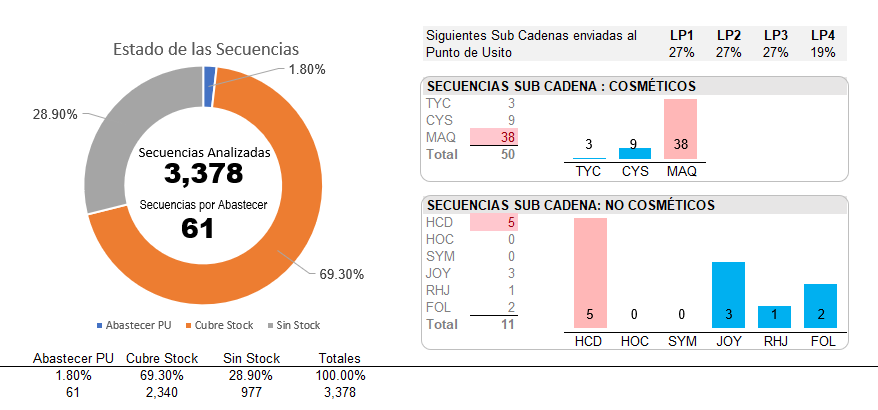 Estado de las Secuencias
1.80%
28.90%
Secuencias Analizadas
3,378
Secuencias por Abastecer
61
69.30%
Abastecer PU Cubre Stock Sin Stock
Abastecer PU Cubre Stock Sin Stock Totales
1.80% 69.30% 28.90% 100.00%
61 2,340 977 3,378
Siguientes Sub Cadenas enviadas al LP1 LP2 LP3 LP4
Punto de Usito 27% 27% 27% 19%
SECUENCIAS SUB CADENA : COSMÉTICOS
TYC 3
CYS 9
MAQ 38
Total 50
3 9 38
TYC CYS MAQ
SECUENCIAS SUB CADENA: NO COSMÉTICOS
HCD 5
HOC 0
SYM 0
JOY 3
RHJ 1
FOL 2
Total 11
5 0 0 3 1 2
HCD HOC SYM JOY RHJ FOL